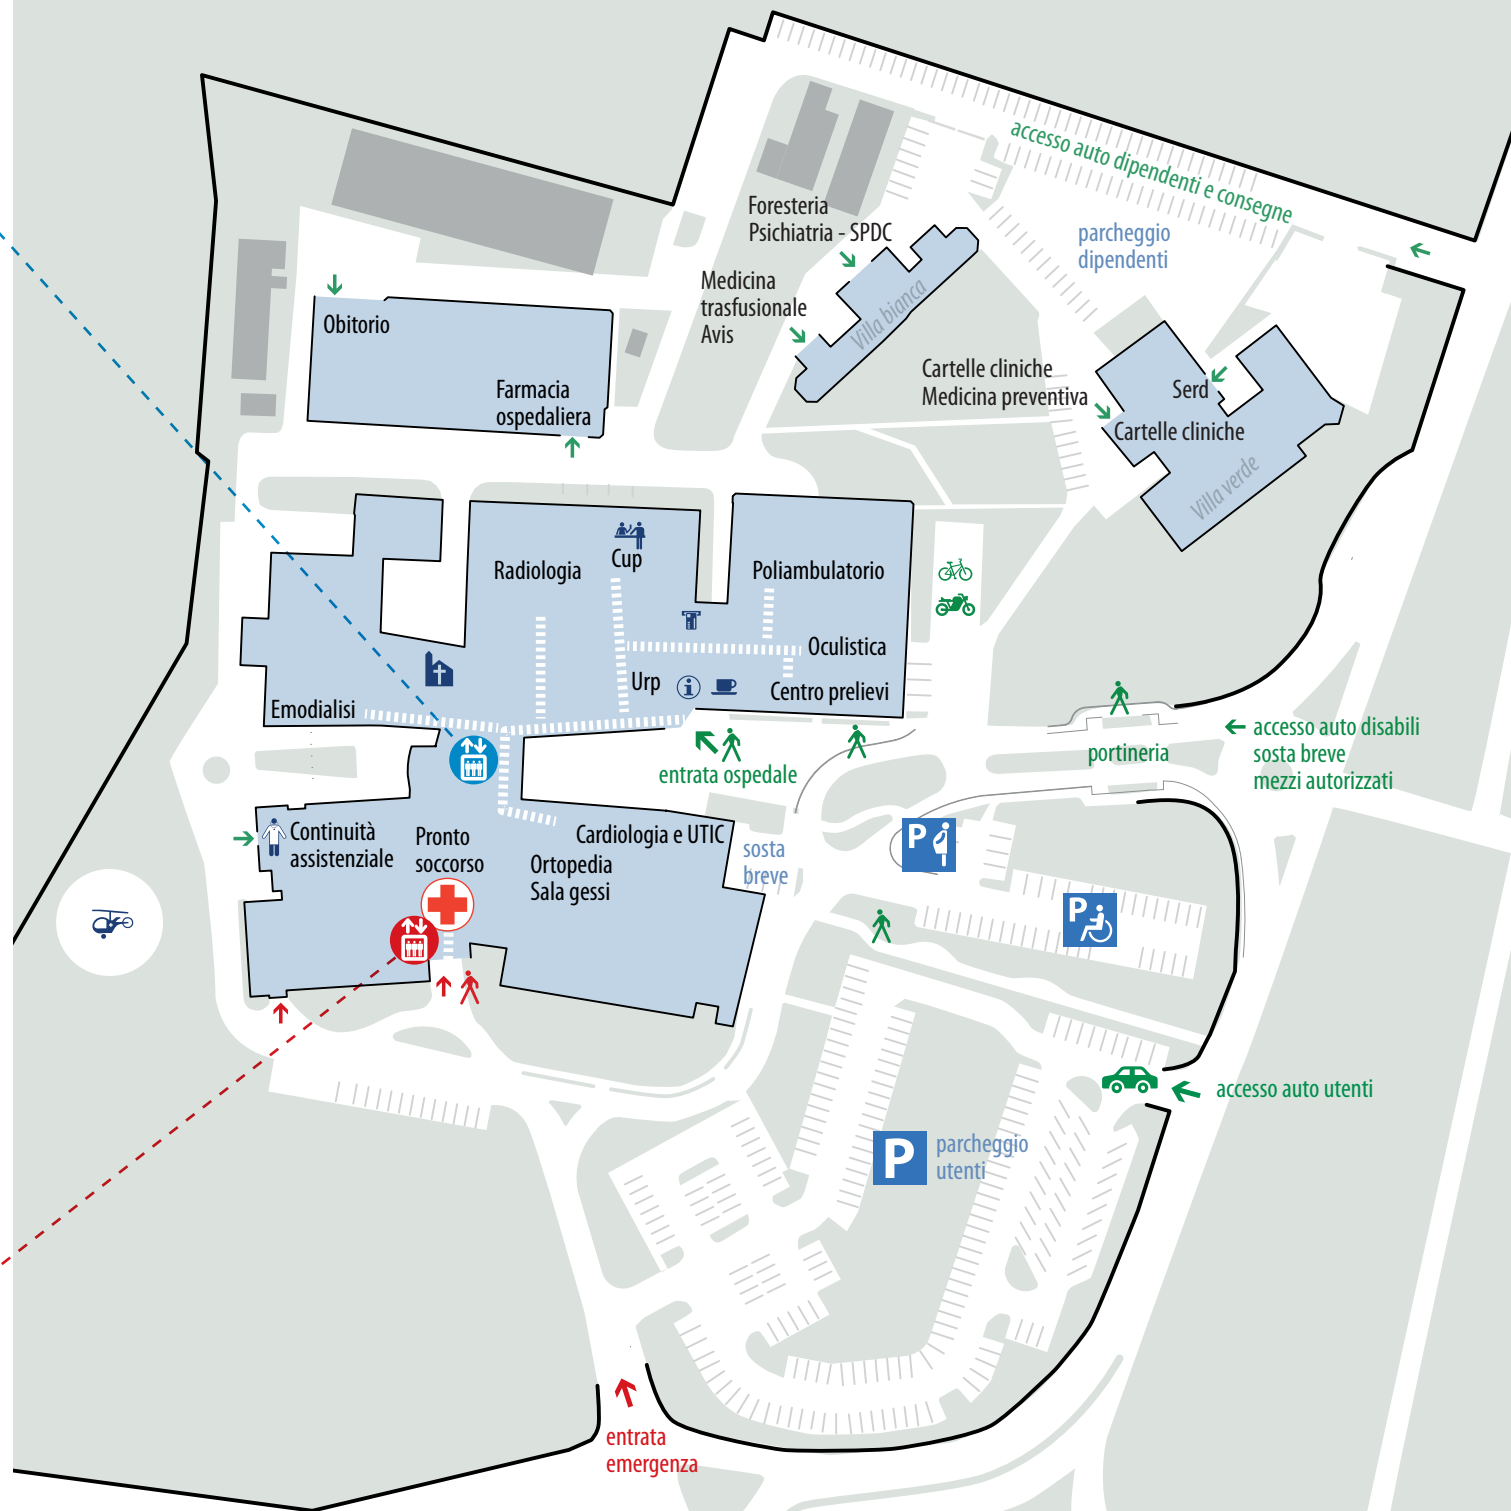 accesso auto dipendenti e consegne
Foresteria
Psichiatria - SPDC
parcheggio
dipendenti
Medicina
trasfusionale
Avis
Villa bianca
Obitorio
Farmacia
ospedaliera
Cartelle cliniche
Medicina preventiva
Serd
Cartelle cliniche
Villa verde
Cup
Radiologia
Poliambulatorio
Oculistica
Urp
i
Centro prelievi
Emodialisi
entrata ospedale
portineria
accesso auto disabili
sosta breve
mezzi autorizzati
Continuità
assistenziale
Pronto
soccorso
Cardiologia e UTIC
Ortopedia
Sala gessi
sosta
breve
P
P
accesso auto utenti
P
parcheggio
utenti
entrata
emergenza